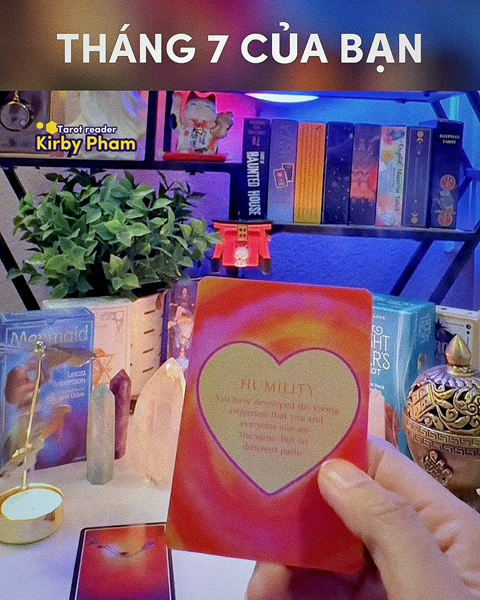 THÁNG 7 CỦA BẠN
Tarot reader
Kirby Pham
HAUNTED HOUSE
HUMILITY
You have developed the loving
awareness that you and
everyone else are
the same, but on
different paths.
Mermaid
Leeza
Robertson